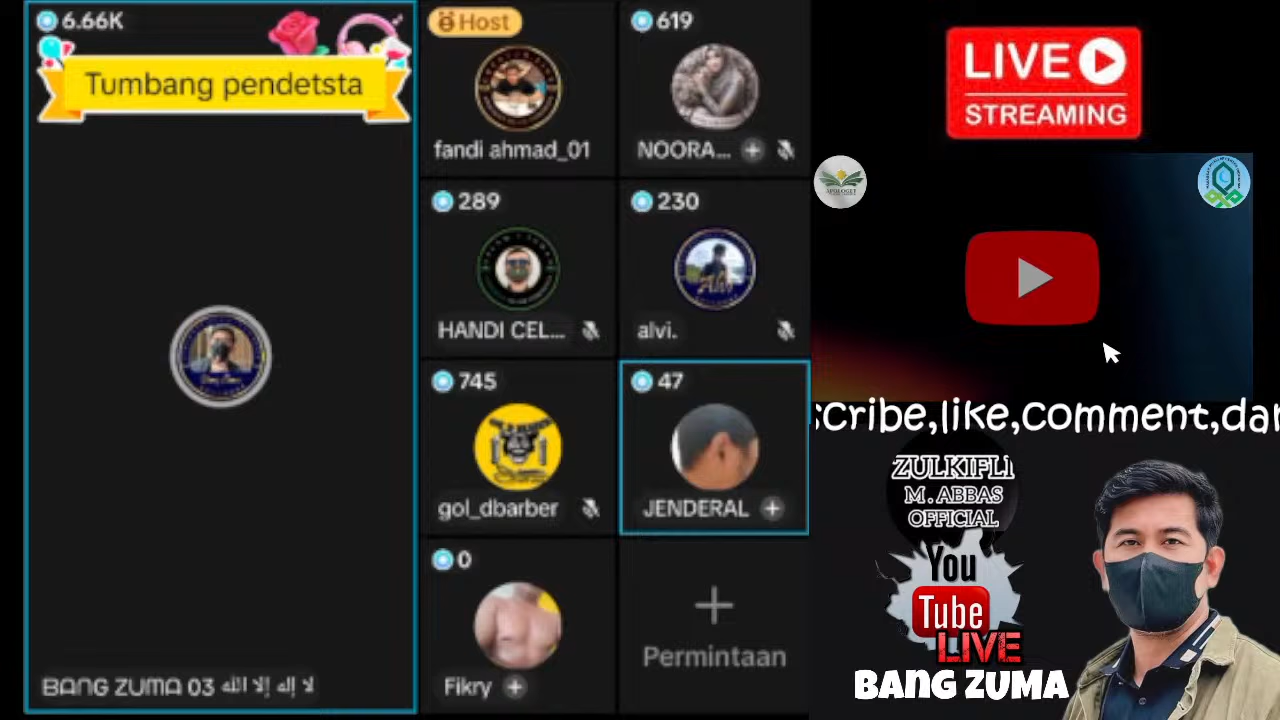 6.66K
Tumbang pendetsta
BANG ZUMA 03 لا إله إلا الله
Host
fandi ahmad_01
619
NOORA...
289
HANDI CEL...
230
alvi.
745
gol_dbarber
47
JENDERAL
0
Fikry
Permintaan
LIVE
STREAMING
scribe,like,comment,dan
ZULKIFLI
M. ABBAS
OFFICIAL
You
Tube
LIVE
BANG ZUMA